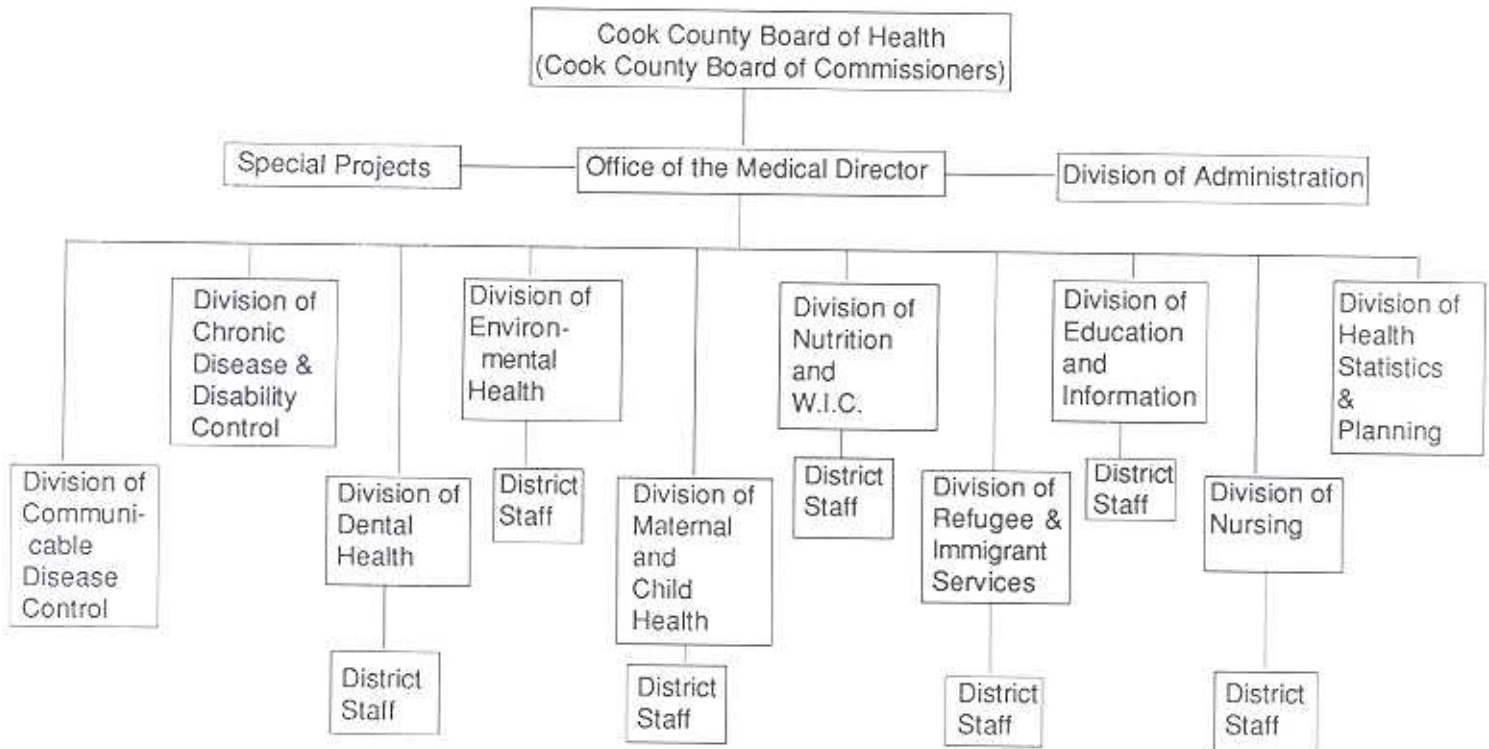 Cook County Board of Health
(Cook County Board of Commissioners)
Special Projects
Office of the Medical Director
Division of Administration
Division of
Communi-
cable
Disease
Control
Division of
Chronic
Disease &
Disability
Control
Division of
Dental
Health
District
Staff
Division of
Environ-
mental
Health
District
Staff
Division of
Maternal
and
Child
Health
District
Staff
Division of
Nutrition
and
W.I.C.
District
Staff
Division of
Refugee &
Immigrant
Services
District
Staff
Division of
Education
and
Information
District
Staff
Division of
Nursing
District
Staff
Division of
Health
Statistics
&
Planning